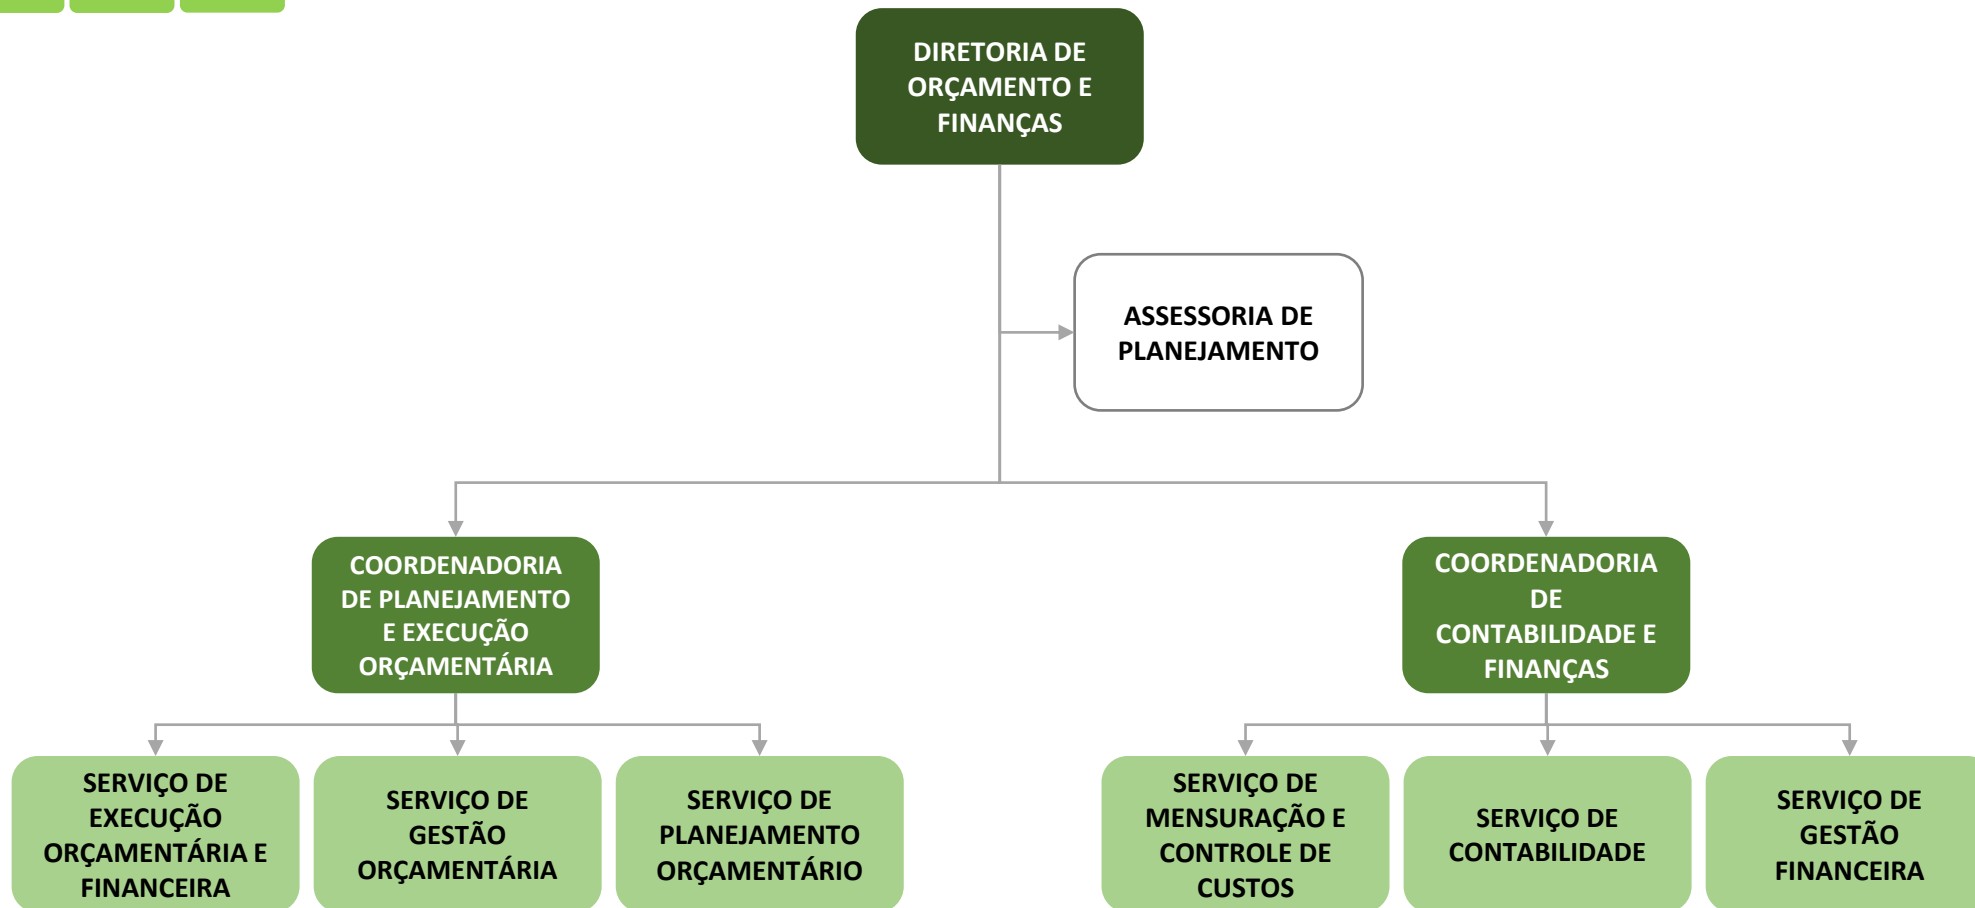 DIRETORIA DE
ORÇAMENTO E
FINANÇAS
ASSESSORIA DE
PLANEJAMENTO
COORDENADORIA
DE PLANEJAMENTO
E EXECUÇÃO
ORÇAMENTÁRIA
COORDENADORIA
DE
CONTABILIDADE E
FINANÇAS
SERVIÇO DE
EXECUÇÃO
ORÇAMENTÁRIA E
FINANCEIRA
SERVIÇO DE
GESTÃO
ORÇAMENTÁRIA
SERVIÇO DE
PLANEJAMENTO
ORÇAMENTÁRIO
SERVIÇO DE
MENSURAÇÃO E
CONTROLE DE
CUSTOS
SERVIÇO DE
CONTABILIDADE
SERVIÇO DE
GESTÃO
FINANCEIRA